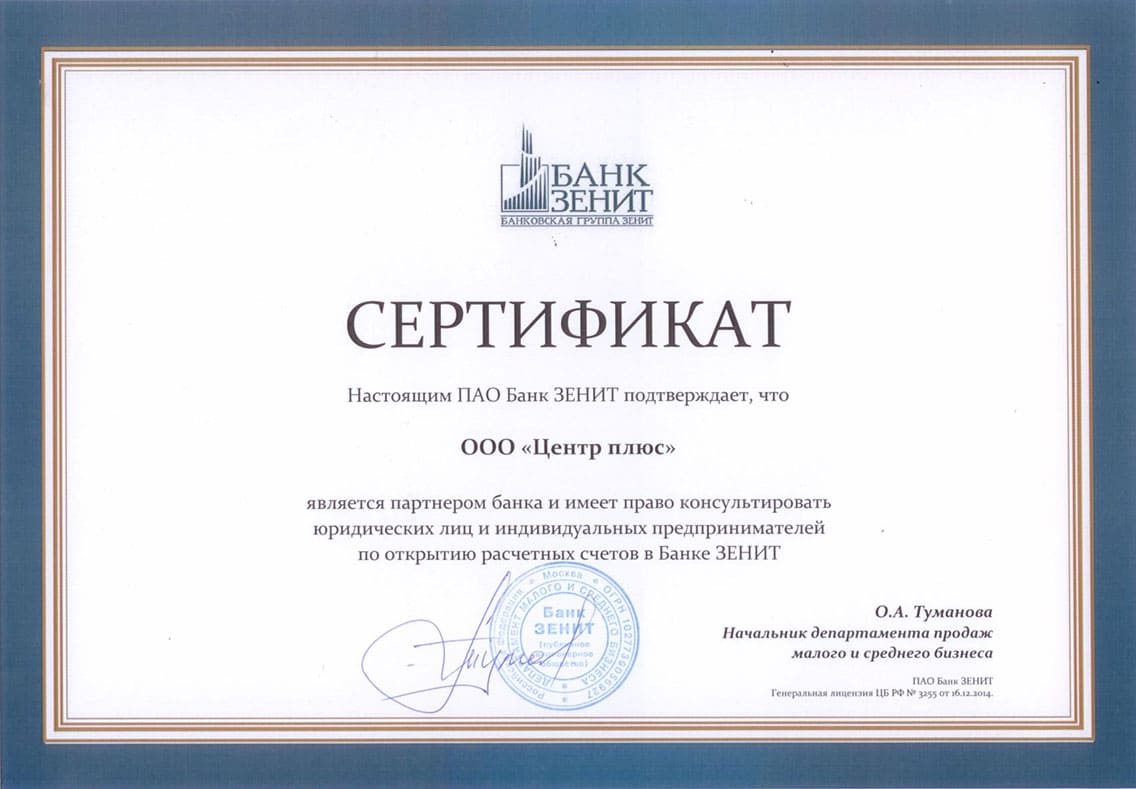 БАНК
ЗЕНИТ
БАНКОВСКАЯ ГРУППА ЗЕНИТ
СЕРТИФИКАТ
Настоящим ПАО Банк ЗЕНИТ подтверждает, что
ООО «Центр плюс»
является партнером банка и имеет право консультировать
юридических лиц и индивидуальных предпринимателей
по открытию расчетных счетов в Банке ЗЕНИТ
Российская Федерация * Москва * ОГРН 1027739056927
ДЕПАРТАМЕНТ МАЛОГО И СРЕДНЕГО БИЗНЕСА
Банк
ЗЕНИТ
(публичное
акционерное
общество)
О.А. Туманова
Начальник департамента продаж
малого и среднего бизнеса
ПАО Банк ЗЕНИТ
Генеральная лицензия ЦБ РФ № 3255 от 16.12.2014.